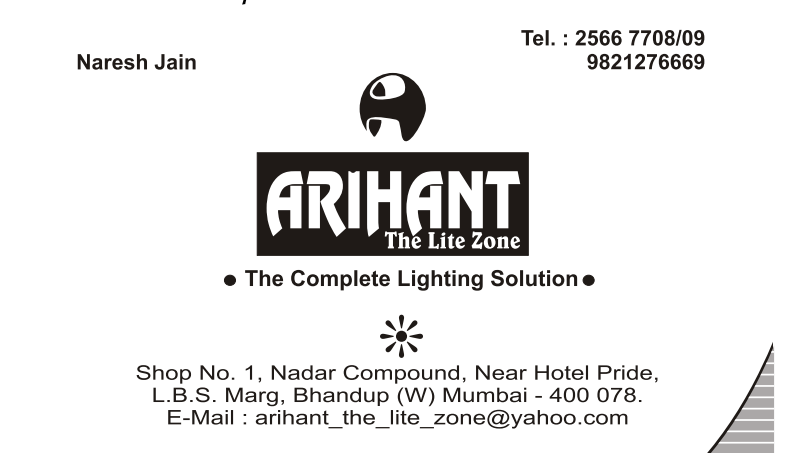 Tel. : 2566 7708/09
Naresh Jain
9821276669
ARIHANT
The Lite Zone
● The Complete Lighting Solution ●
Shop No. 1, Nadar Compound, Near Hotel Pride,
L.B.S. Marg, Bhandup (W) Mumbai - 400 078.
E-Mail : arihant_the_lite_zone@yahoo.com